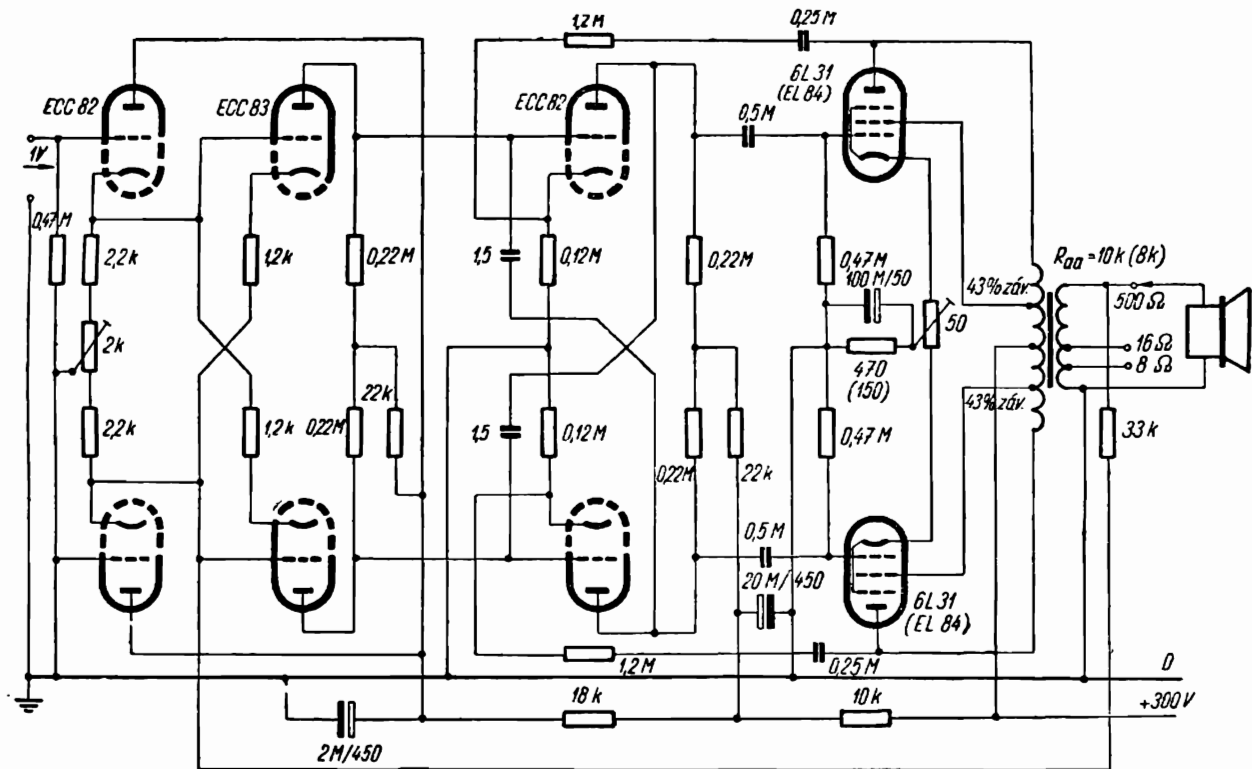 1,2 M
0,25 M
ECC 82
ECC 83
ECC 82
6L 31
(EL 84)
1V
0,5 M
0,47 M
2,2 k
1,2 k
0,22 M
1,5
0,12 M
0,22 M
0,47 M
100 M/50
R aa = 10 k (8 k)
43% záv.
500 Ω
50
2 k
16 Ω
8 Ω
470
(150)
22 k
43% záv.
2,2 k
1,2 k
0,22 M
1,5
0,12 M
0,22 M
22 k
0,47 M
33 k
0,5 M
20 M/450
6L 31
(EL 84)
1,2 M
0,25 M
0
18 k
10 k
+300 V
2 M/450